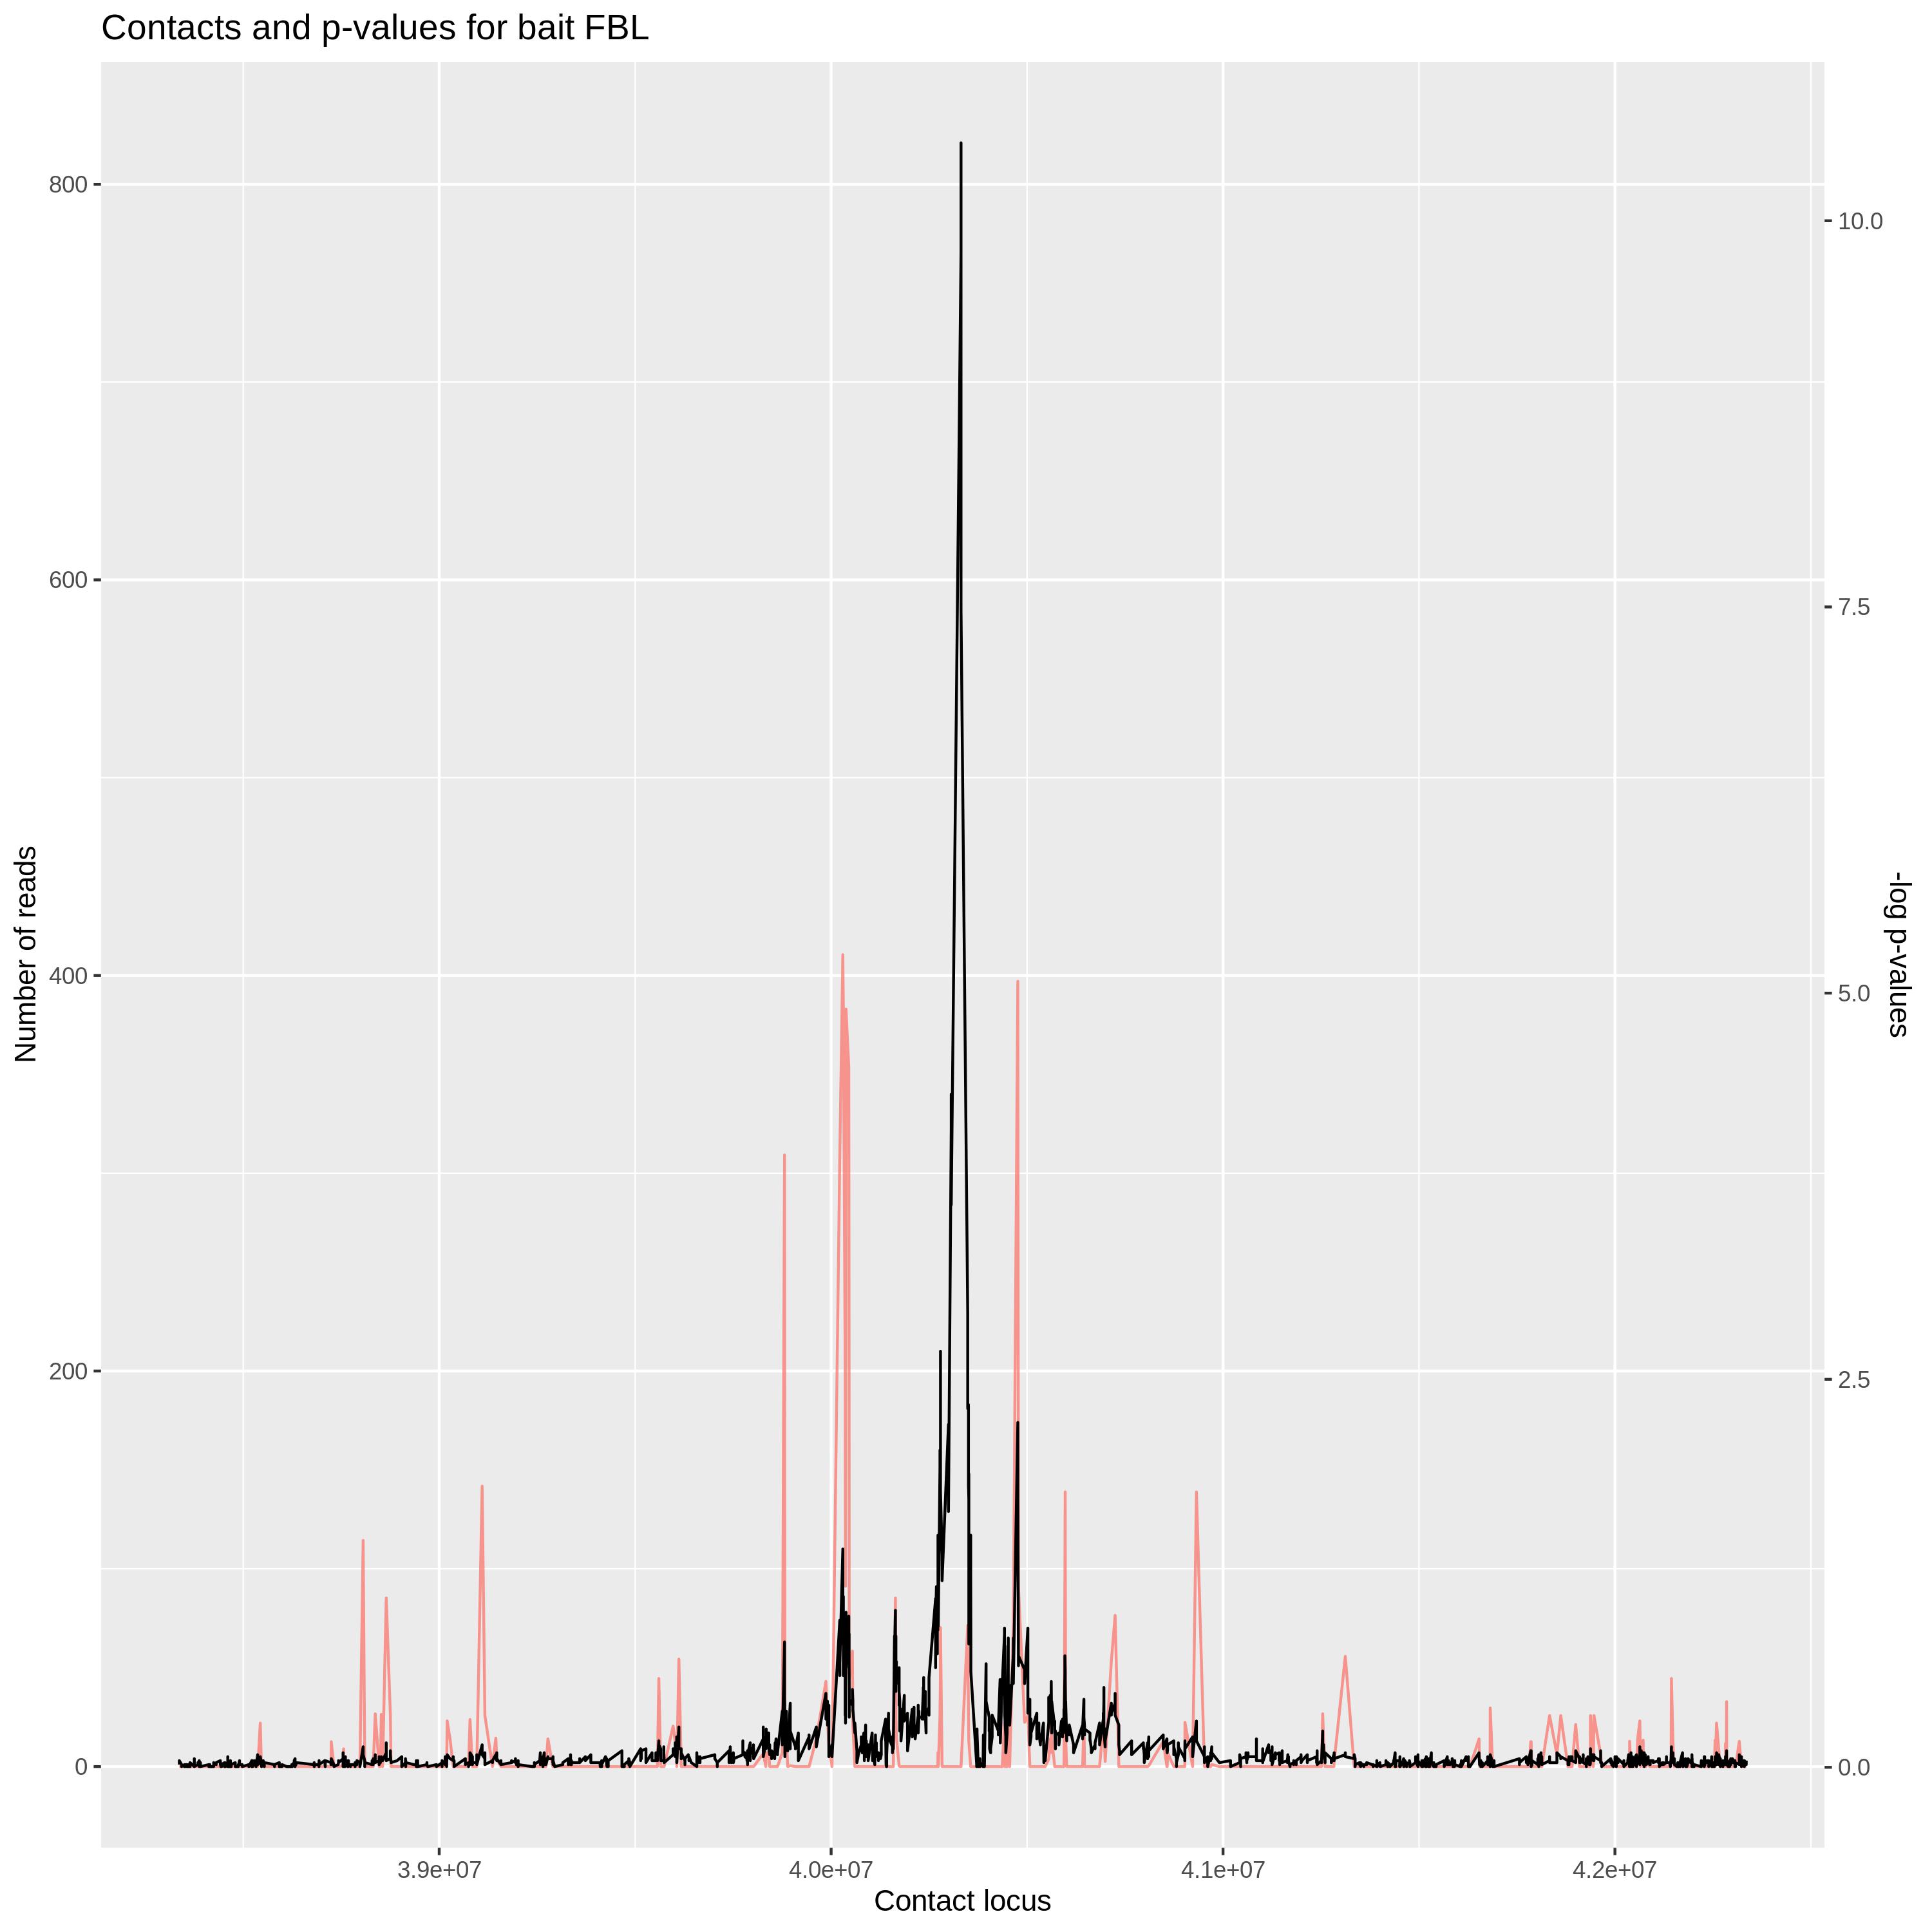 Contacts and p-values for bait FBL
800
600
400
200
0
Number of reads
10.0
7.5
5.0
2.5
0.0
-log p-values
3.9e+07
4.0e+07
4.1e+07
4.2e+07
Contact locus